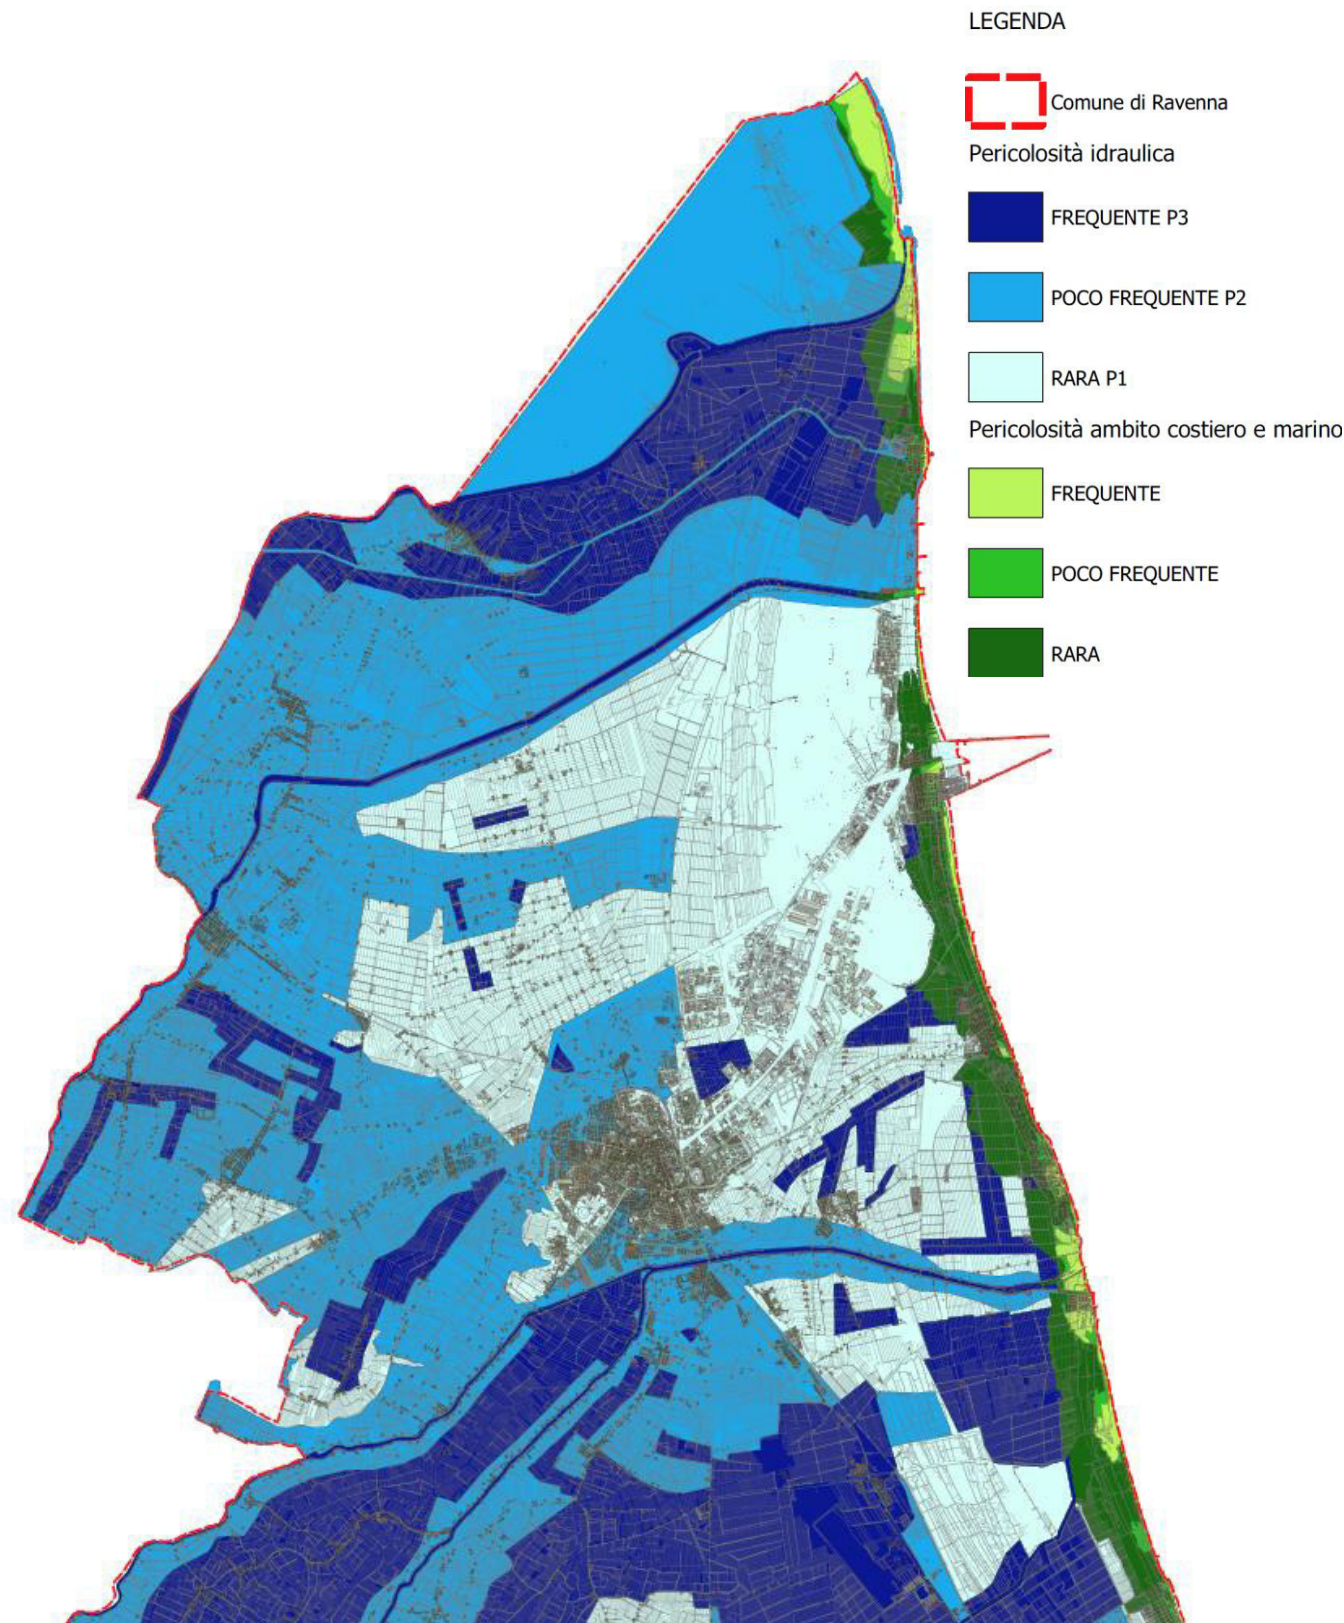 LEGENDA
Comune di Ravenna
Pericolosità idraulica
FREQUENTE P3
POCO FREQUENTE P2
RARA P1
Pericolosità ambito costiero e marino
FREQUENTE
POCO FREQUENTE
RARA